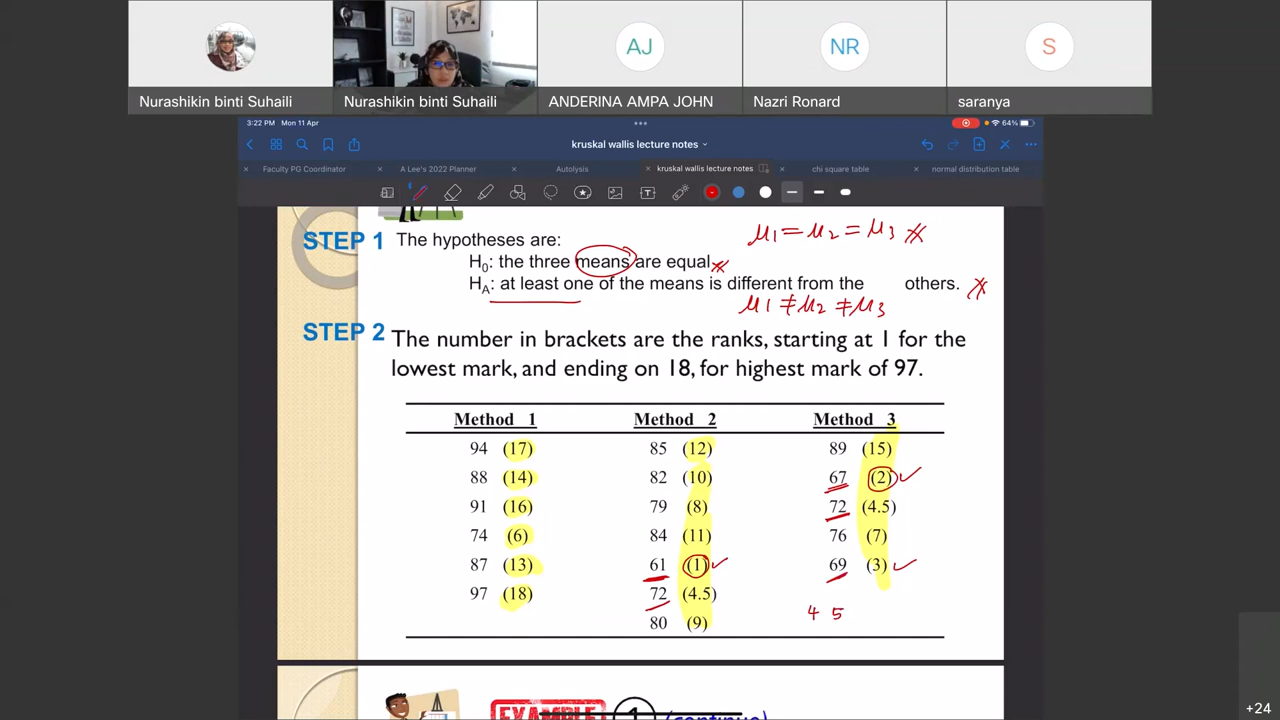 AJ
NR
S
Nurashikin binti Suhaili
Nurashikin binti Suhaili
ANDERINA AMPA JOHN
Nazri Ronard
saranya
3:22 PM Mon 11 Apr
64%
kruskal wallis lecture notes
Faculty PG Coordinator
A Lee's 2022 Planner
Autolysis
kruskal wallis lecture notes
chi square table
normal distribution table
STEP 1 The hypotheses are:
μ1 = μ2 = μ3
H0: the three means are equal
HA: at least one of the means is different from the others.
μ1 ≠ μ2 ≠ μ3
STEP 2 The number in brackets are the ranks, starting at 1 for the
lowest mark, and ending on 18, for highest mark of 97.
Method 1 Method 2 Method 3
94 (17) 85 (12) 89 (15)
88 (14) 82 (10) 67 (2)
91 (16) 79 (8) 72 (4.5)
74 (6) 84 (11) 76 (7)
87 (13) 61 (1) 69 (3)
97 (18) 72 (4.5)
4 5
80 (9)
EXAMPLE 1 (continue)
+24